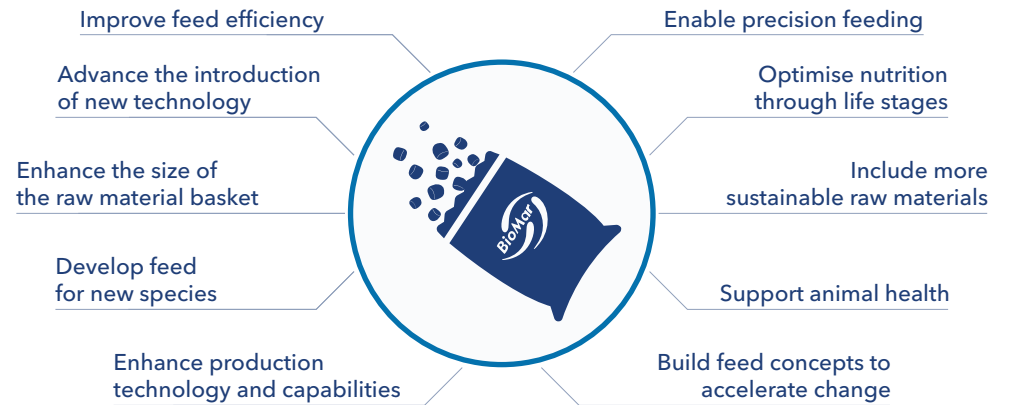 Improve feed efficiency
Enable precision feeding
Advance the introduction
of new technology
Optimise nutrition
through life stages
Enhance the size of
the raw material basket
Include more
sustainable raw materials
BioMar
Develop feed
for new species
Support animal health
Enhance production
technology and capabilities
Build feed concepts to
accelerate change